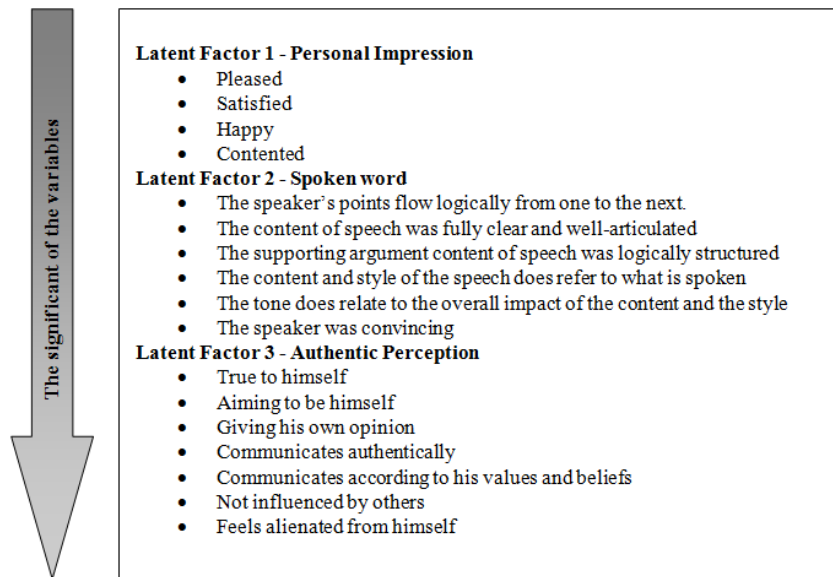 The significant of the variables
Latent Factor 1 - Personal Impression
• Pleased
• Satisfied
• Happy
• Contented
Latent Factor 2 - Spoken word
• The speaker's points flow logically from one to the next.
• The content of speech was fully clear and well-articulated
• The supporting argument content of speech was logically structured
• The content and style of the speech does refer to what is spoken
• The tone does relate to the overall impact of the content and the style
• The speaker was convincing
Latent Factor 3 - Authentic Perception
• True to himself
• Aiming to be himself
• Giving his own opinion
• Communicates authentically
• Communicates according to his values and beliefs
• Not influenced by others
• Feels alienated from himself